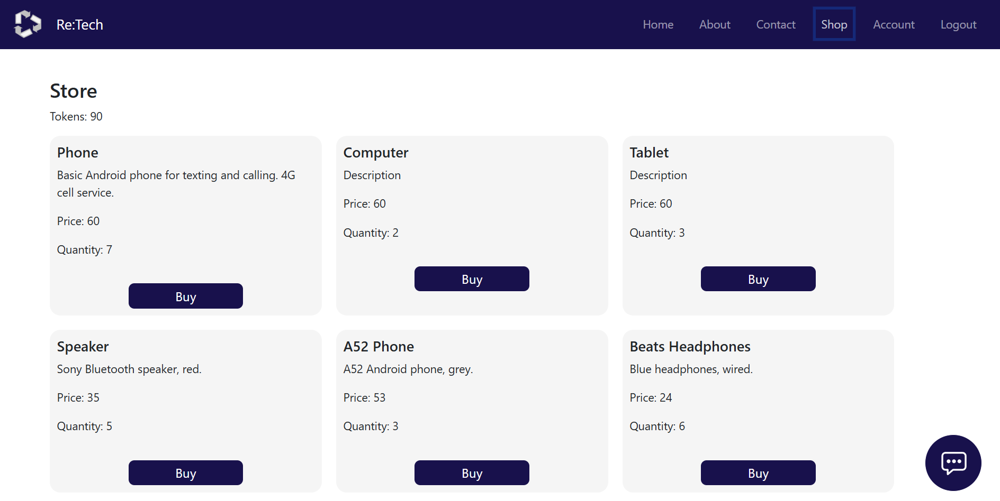 Re:Tech
Home About Contact Shop Account Logout
Store
Tokens: 90
Phone
Basic Android phone for texting and calling. 4G
cell service.
Price: 60
Quantity: 7
Buy
Computer
Description
Price: 60
Quantity: 2
Buy
Tablet
Description
Price: 60
Quantity: 3
Buy
Speaker
Sony Bluetooth speaker, red.
Price: 35
Quantity: 5
Buy
A52 Phone
A52 Android phone, grey.
Price: 53
Quantity: 3
Buy
Beats Headphones
Blue headphones, wired.
Price: 24
Quantity: 6
Buy